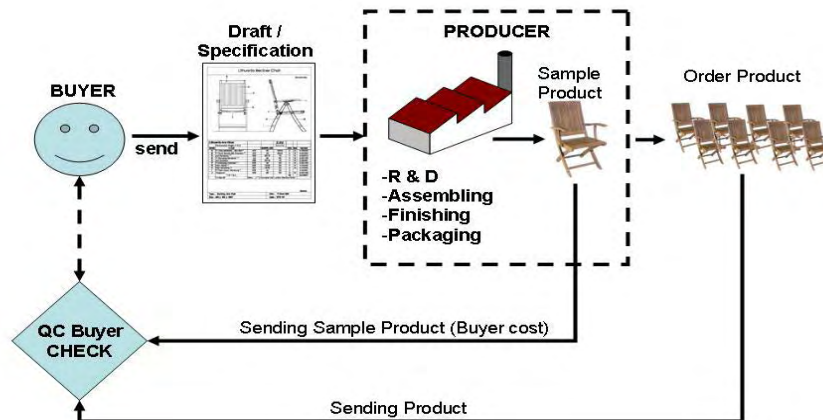 Draft /
Specification
PRODUCER
BUYER
Sample
Product
Order Product
send
-R & D
-Assembling
-Finishing
-Packaging
QC Buyer
CHECK
Sending Sample Product (Buyer cost)
Sending Product